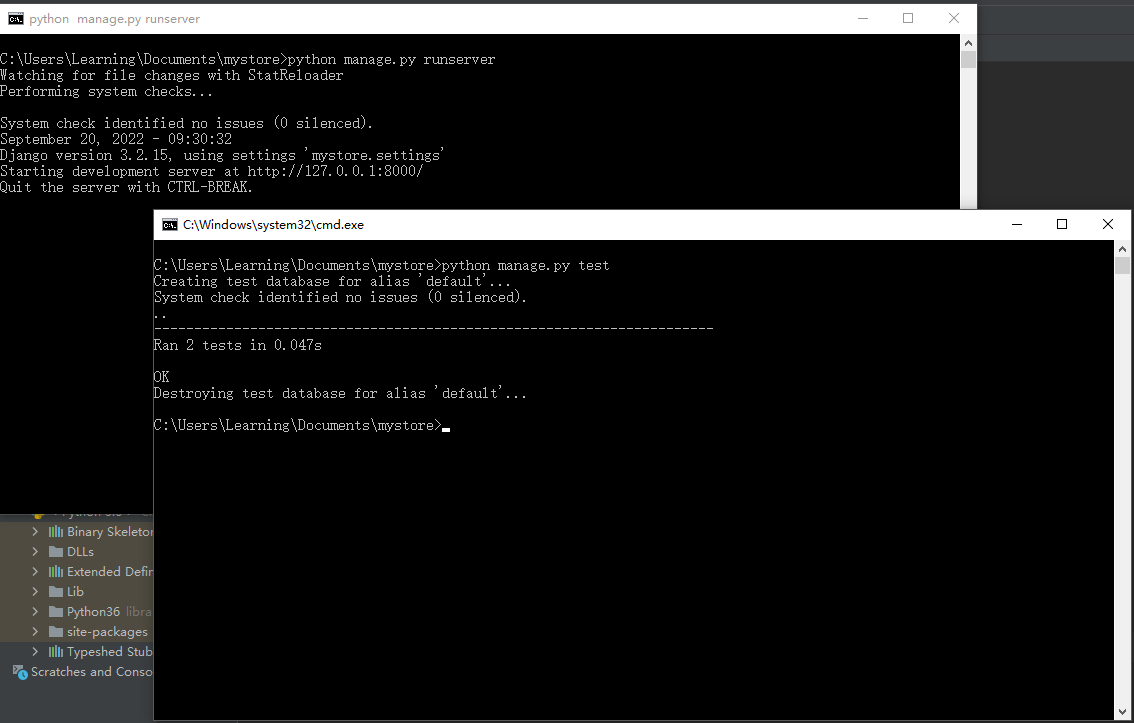 python  manage.py runserver
C:\Users\Learning\Documents\mystore>python manage.py runserver
Watching for file changes with StatReloader
Performing system checks...
System check identified no issues (0 silenced).
September 20, 2022 - 09:30:32
Django version 3.2.15, using settings 'mystore.settings'
Starting development server at http://127.0.0.1:8000/
Quit the server with CTRL-BREAK.
C:\Windows\system32\cmd.exe
C:\Users\Learning\Documents\mystore>python manage.py test
Creating test database for alias 'default'...
System check identified no issues (0 silenced).
..
----------------------------------------------------------------------
Ran 2 tests in 0.047s
OK
Destroying test database for alias 'default'...
C:\Users\Learning\Documents\mystore>
Binary Skeleton
DLLs
Extended Defin
Lib
Python36 libra
site-packages
Typeshed Stub
Scratches and Conso